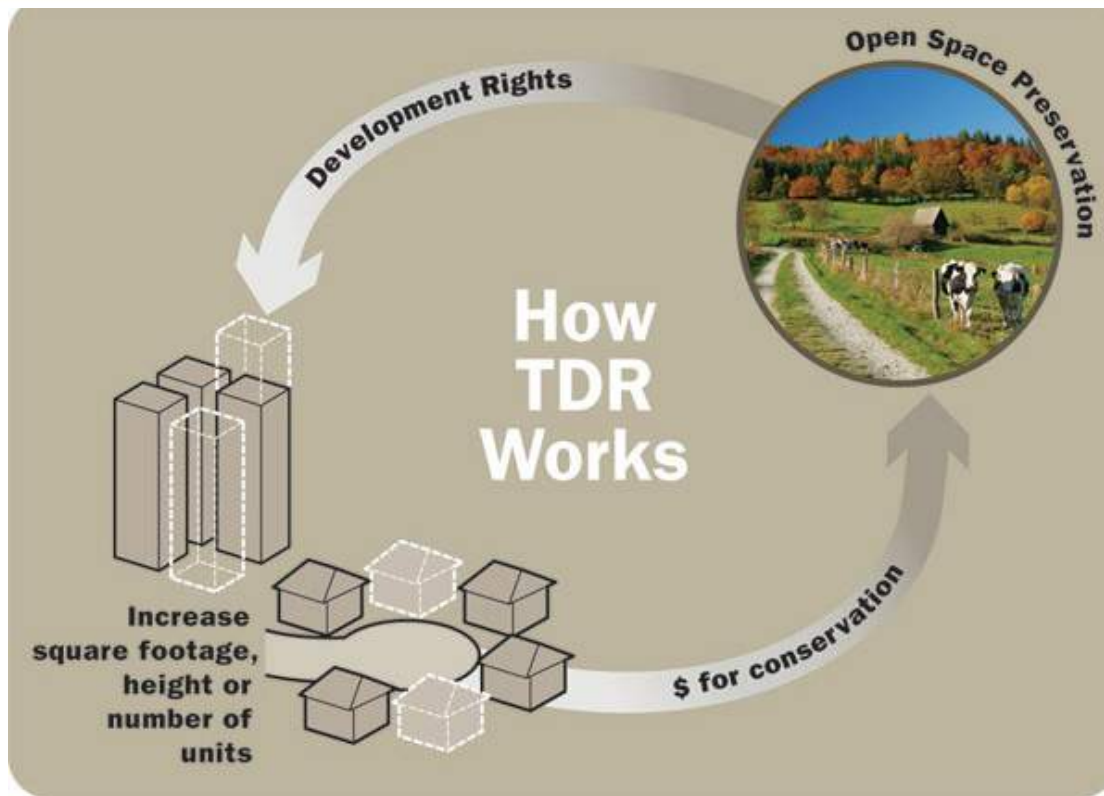 Open Space Preservation
Development Rights
How
TDR
Works
$ for conservation
Increase
square footage,
height or
number of
units